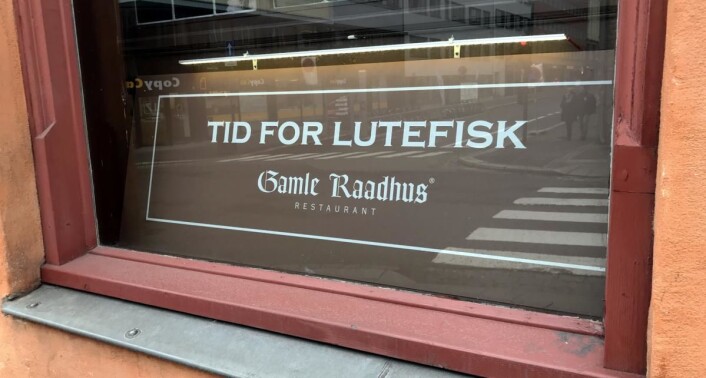 TID FOR LUTEFISK
Gamle Raadhus®
RESTAURANT